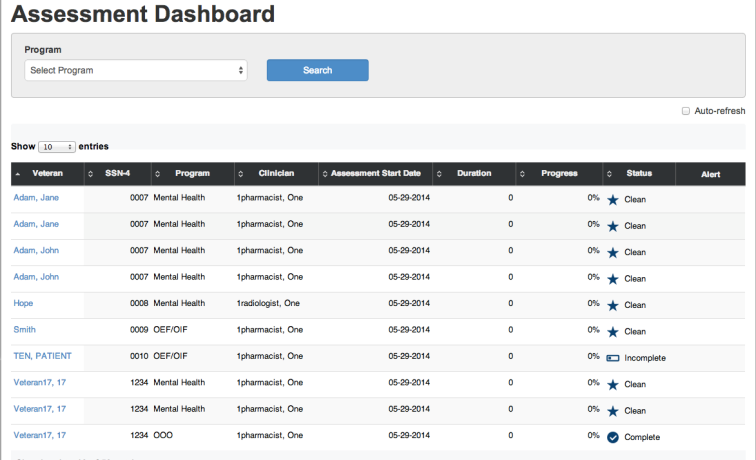 Assessment Dashboard
Program
Select Program Search
Auto-refresh
Show 10 entries
Veteran SSN-4 Program Clinician Assessment Start Date Duration Progress Status Alert
Adam, Jane 0007 Mental Health 1pharmacist, One 05-29-2014 0 0% Clean
Adam, Jane 0007 Mental Health 1pharmacist, One 05-29-2014 0 0% Clean
Adam, John 0007 Mental Health 1pharmacist, One 05-29-2014 0 0% Clean
Adam, John 0007 Mental Health 1pharmacist, One 05-29-2014 0 0% Clean
Hope 0008 Mental Health 1radiologist, One 05-29-2014 0 0% Clean
Smith 0009 OEF/OIF 1pharmacist, One 05-29-2014 0 0% Clean
TEN, PATIENT 0010 OEF/OIF 1pharmacist, One 05-29-2014 0 0% Incomplete
Veteran17, 17 1234 Mental Health 1pharmacist, One 05-29-2014 0 0% Clean
Veteran17, 17 1234 Mental Health 1pharmacist, One 05-29-2014 0 0% Clean
Veteran17, 17 1234 OOO 1pharmacist, One 05-29-2014 0 0% Complete